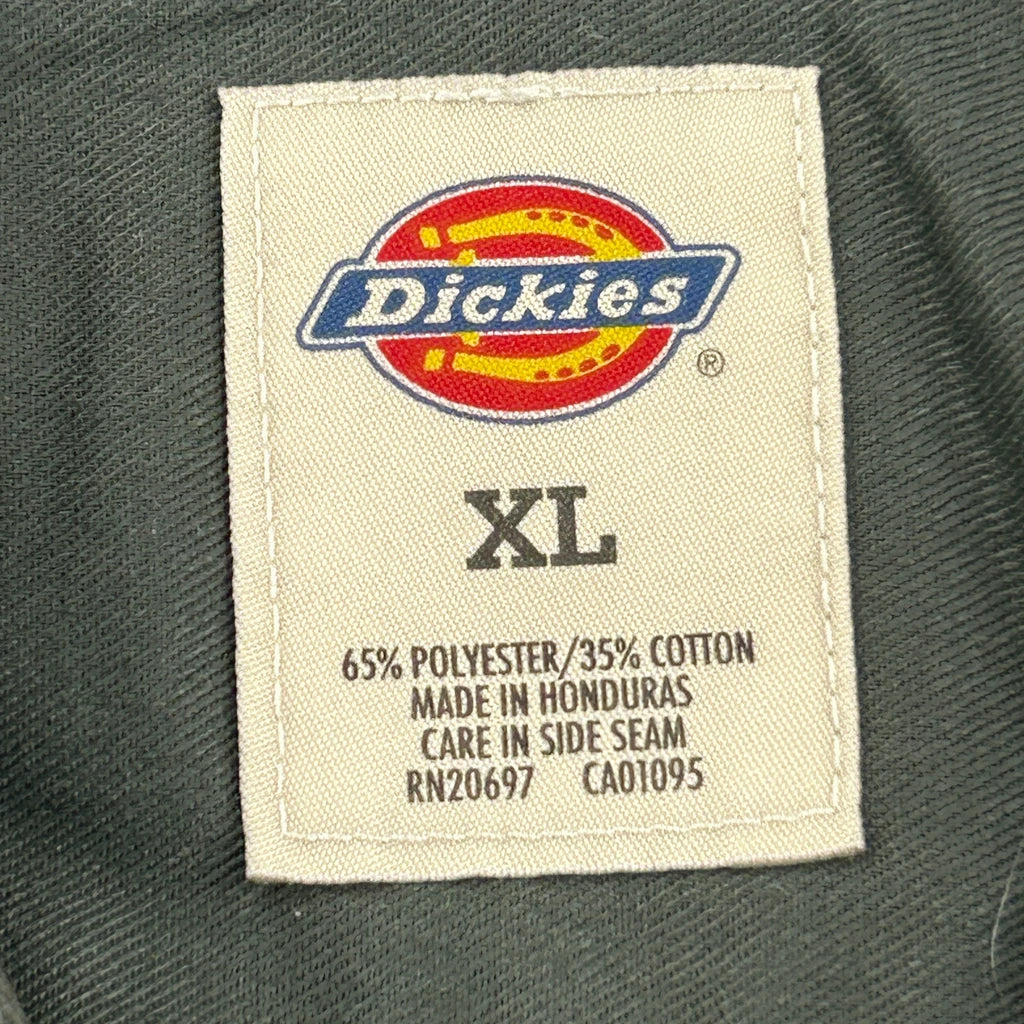 Dickies
®
XL
65% POLYESTER/35% COTTON
MADE IN HONDURAS
CARE IN SIDE SEAM
RN20697 CA01095